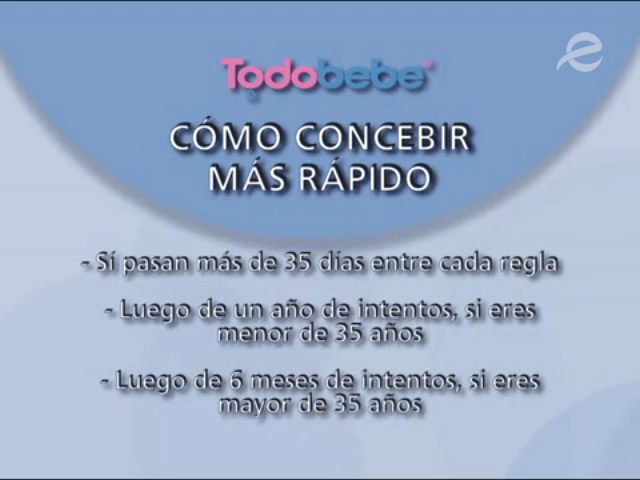 Todobebe
CÓMO CONCEBIR
MÁS RÁPIDO
- Sí pasan más de 35 días entre cada regla
- Luego de un año de intentos, si eres
menor de 35 años
- Luego de 6 meses de intentos, si eres
mayor de 35 años